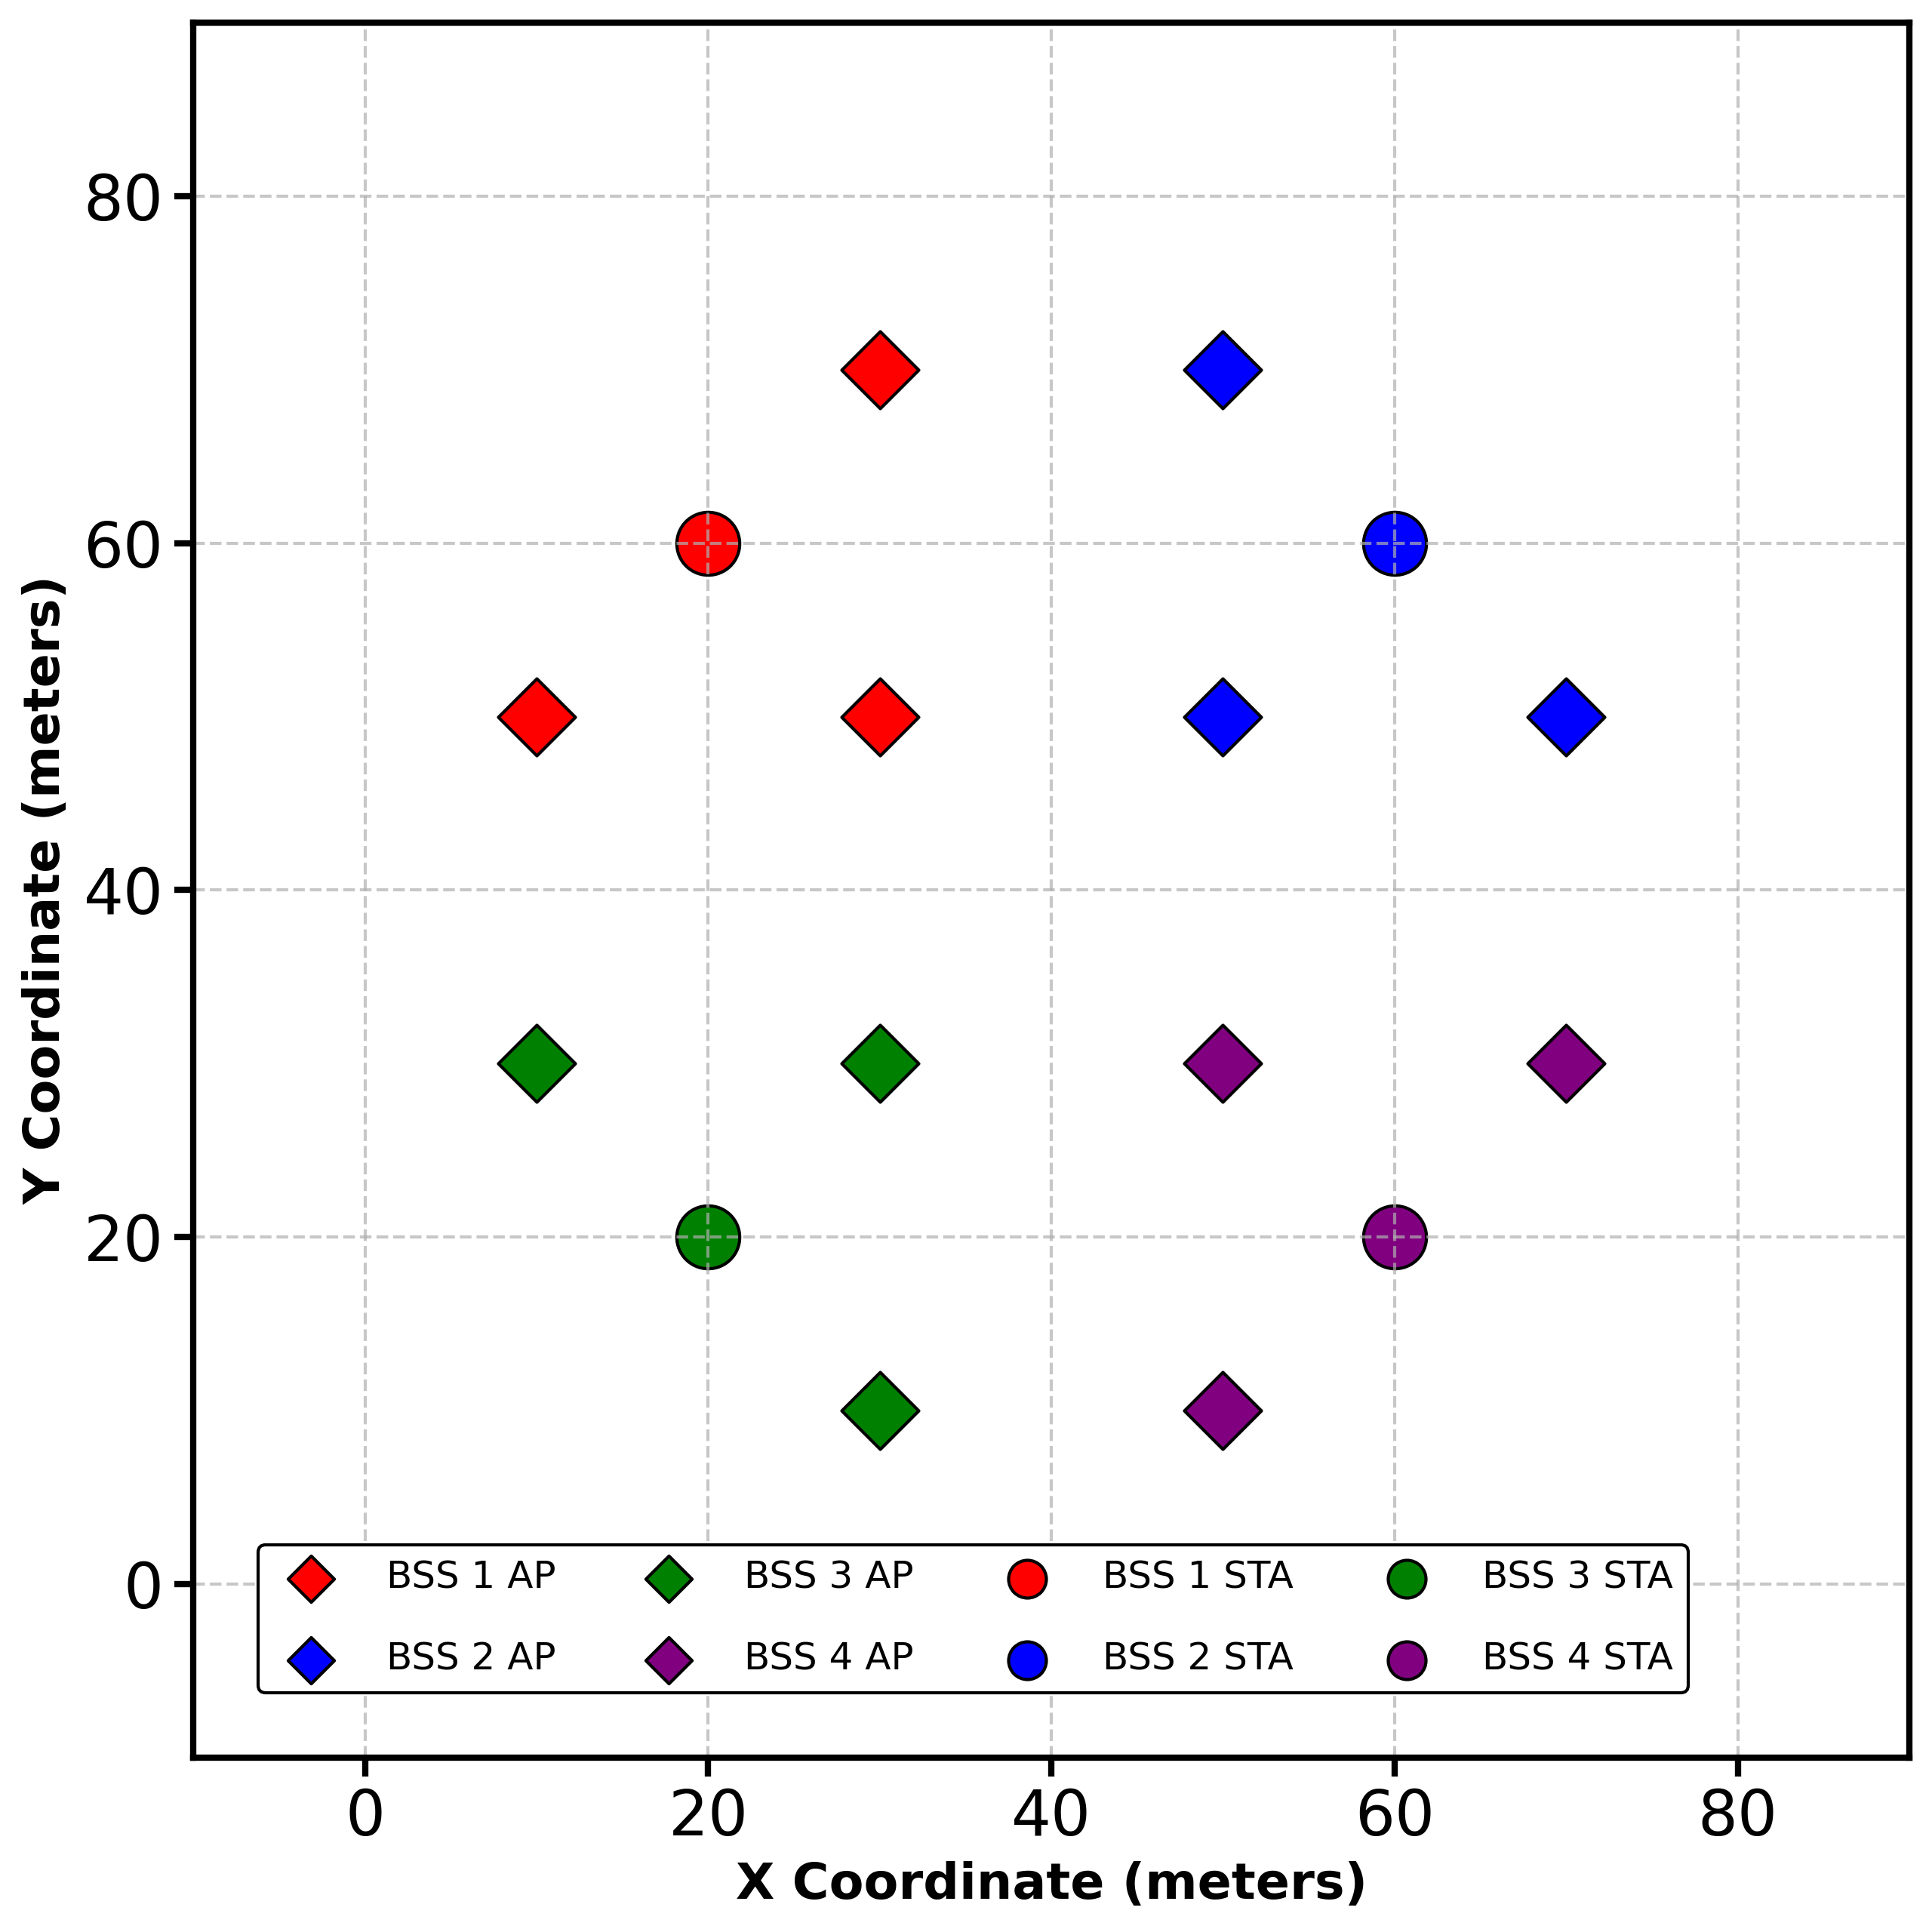 80
60
40
20
0
Y Coordinate (meters)
BSS 1 AP
BSS 2 AP
BSS 3 AP
BSS 4 AP
BSS 1 STA
BSS 2 STA
BSS 3 STA
BSS 4 STA
0 20 40 60 80
X Coordinate (meters)